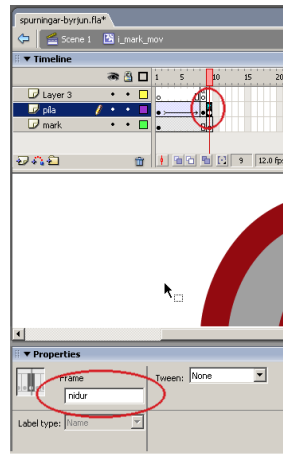 spurningar-byrjun.fla*
Scene 1 i_mark_mov
Timeline
1 5 10 15 20
Layer 3
pila
mark
9 12.0 fps
Properties
Frame Tween: None
nidur
Label type: Name